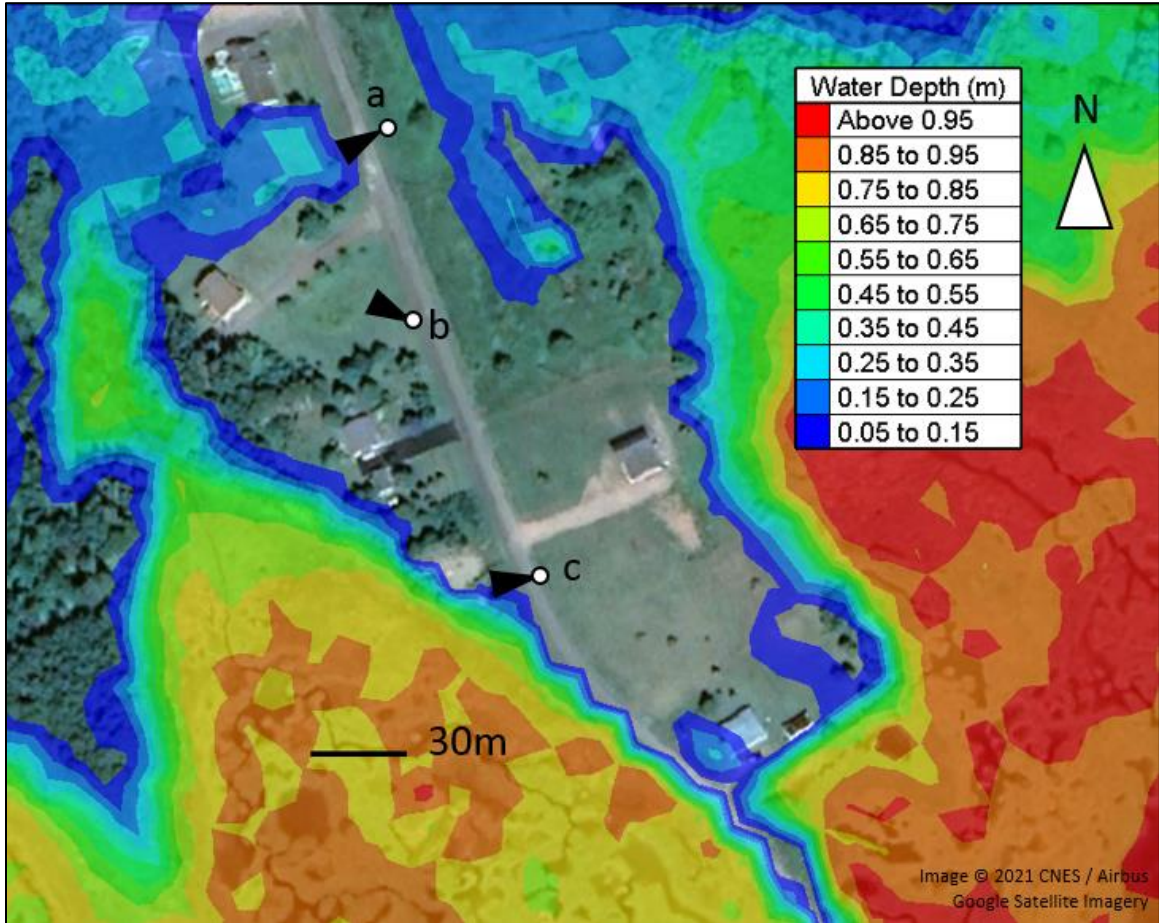 a
Water Depth (m)
Above 0.95
0.85 to 0.95
0.75 to 0.85
0.65 to 0.75
0.55 to 0.65
0.45 to 0.55
0.35 to 0.45
0.25 to 0.35
0.15 to 0.25
0.05 to 0.15
N
b
c
30m
Image © 2021 CNES / Airbus
Google Satellite Imagery